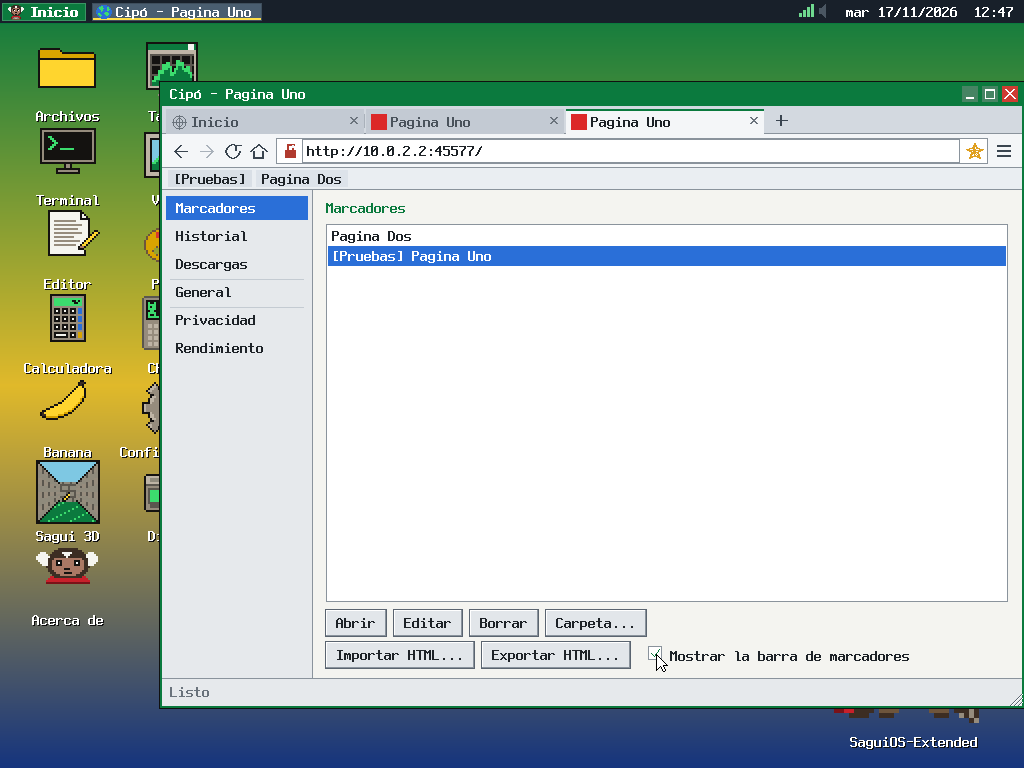 Inicio
Cipó - Pagina Uno
mar 17/11/2026 12:47
Archivos
Terminal
Editor
Calculadora
Banana
Confi
Sagui 3D
Acerca de
Cipó - Pagina Uno
Inicio
Pagina Uno
Pagina Uno
http://10.0.2.2:45577/
[Pruebas] Pagina Dos
Marcadores
Historial
Descargas
General
Privacidad
Rendimiento
Marcadores
Pagina Dos
[Pruebas] Pagina Uno
Abrir
Editar
Borrar
Carpeta...
Importar HTML...
Exportar HTML...
Mostrar la barra de marcadores
Listo
SaguiOS-Extended